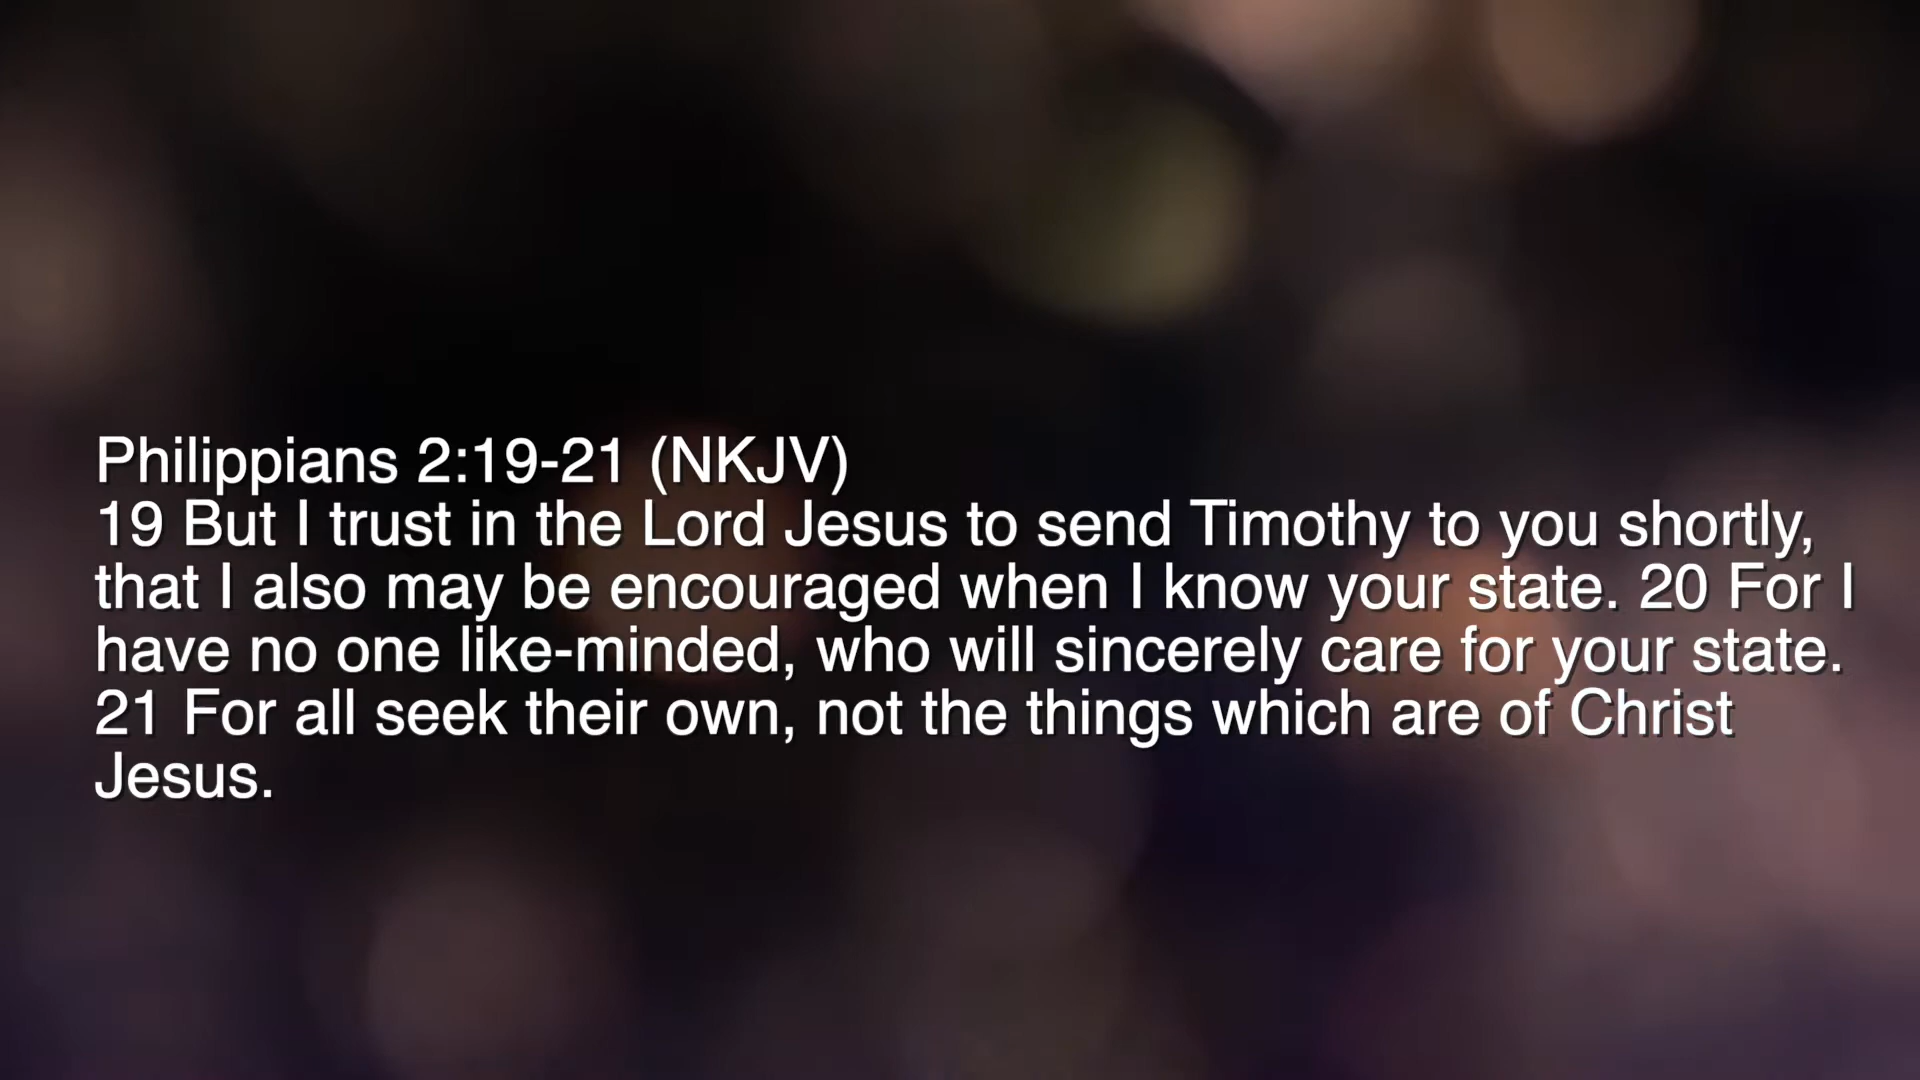 Philippians 2:19-21 (NKJV)
19 But I trust in the Lord Jesus to send Timothy to you shortly,
that I also may be encouraged when I know your state. 20 For I
have no one like-minded, who will sincerely care for your state.
21 For all seek their own, not the things which are of Christ
Jesus.